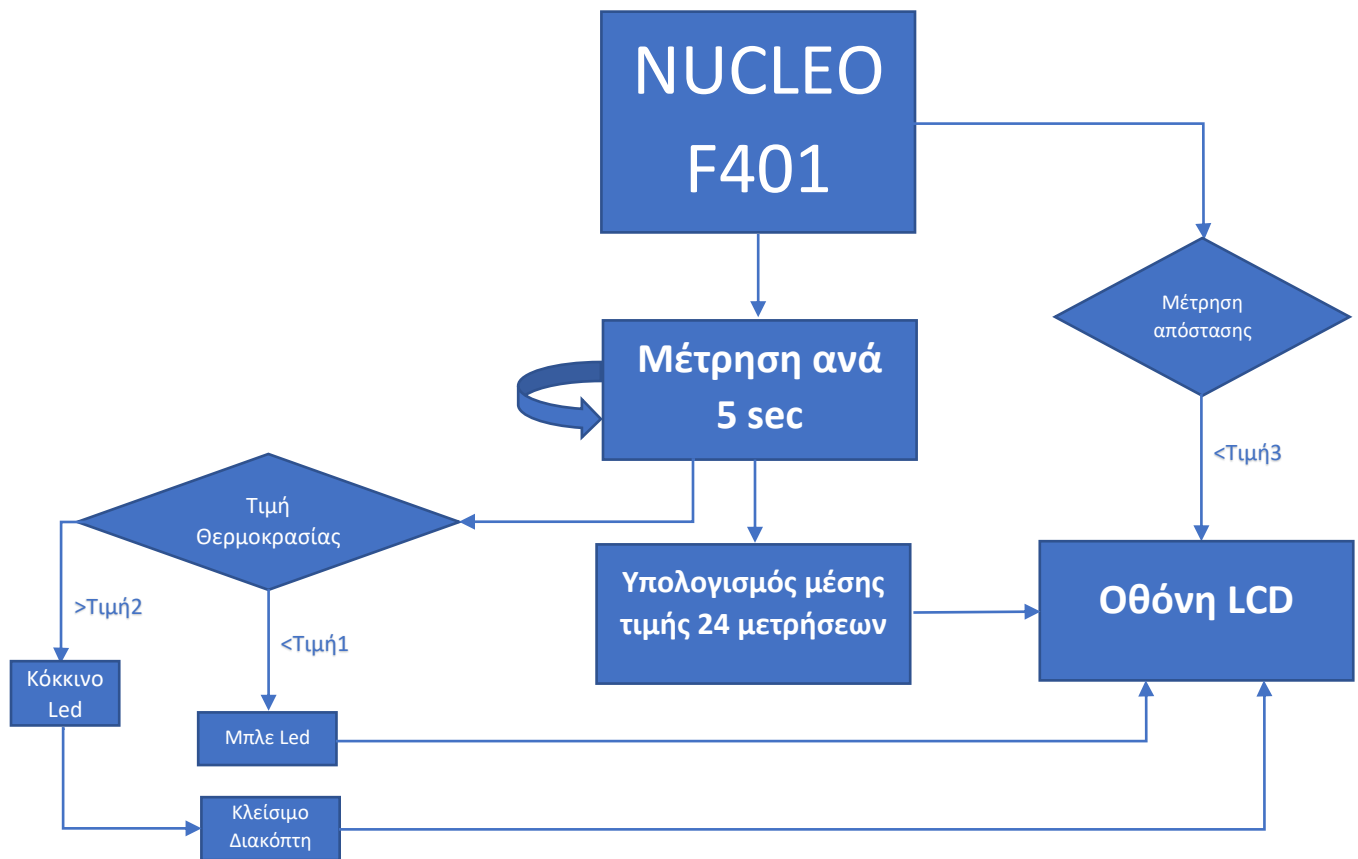 NUCLEO
F401
Μέτρηση
απόστασης
Μέτρηση ανά
5 sec
<Τιμή3
Τιμή
Θερμοκρασίας
Υπολογισμός μέσης
τιμής 24 μετρήσεων
Οθόνη LCD
>Τιμή2
<Τιμή1
Κόκκινο
Led
Μπλε Led
Κλείσιμο
Διακόπτη